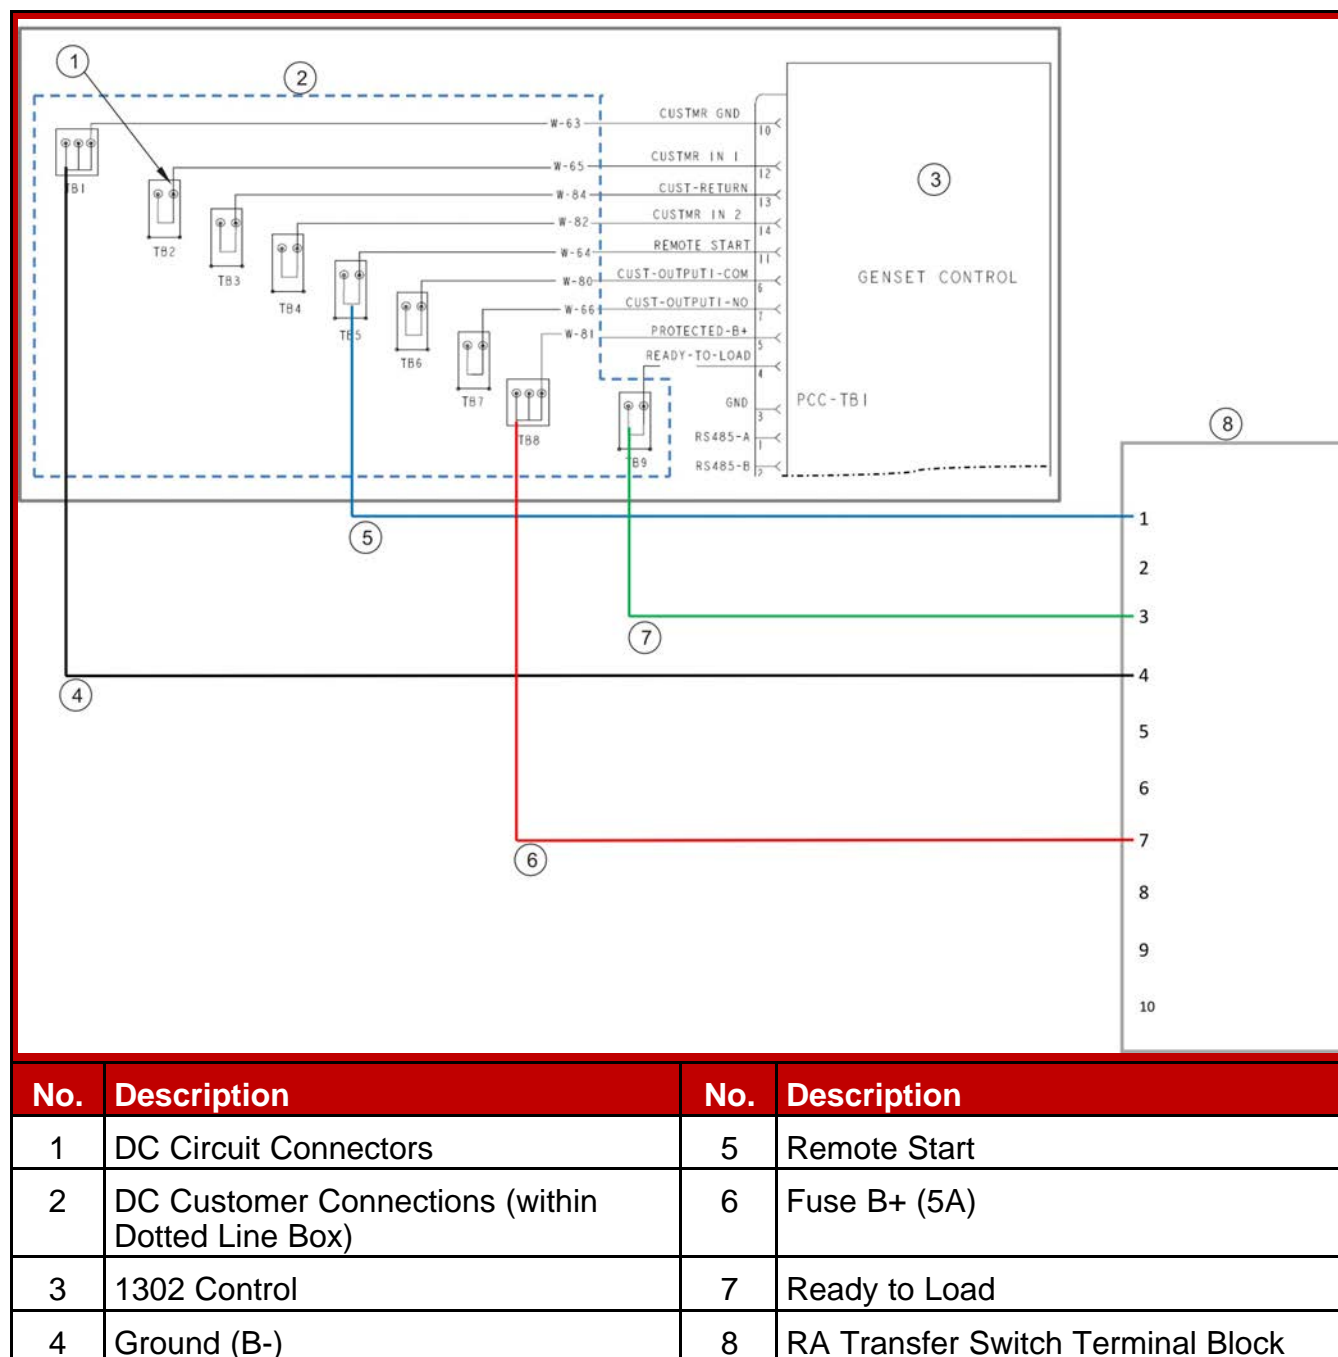 1
2
CUSTMR GND
W-63
10
TB1
CUSTMR IN 1
W-65
12
3
TB2
CUST-RETURN
W-84
13
TB3
CUSTMR IN 2
W-82
14
TB4
REMOTE START
W-64
11
TB5
CUST-OUTPUT1-COM
W-80
6
GENSET CONTROL
TB6
CUST-OUTPUT1-NO
W-66
7
TB7
PROTECTED-B+
W-81
5
TB8
READY-TO-LOAD
4
TB9
GND
3
PCC-TB1
RS485-A
1
RS485-B
2
8
5
1
2
7
3
4
4
5
6
6
7
8
9
10
No. Description No. Description
1 DC Circuit Connectors 5 Remote Start
2 DC Customer Connections (within
Dotted Line Box) 6 Fuse B+ (5A)
3 1302 Control 7 Ready to Load
4 Ground (B-) 8 RA Transfer Switch Terminal Block